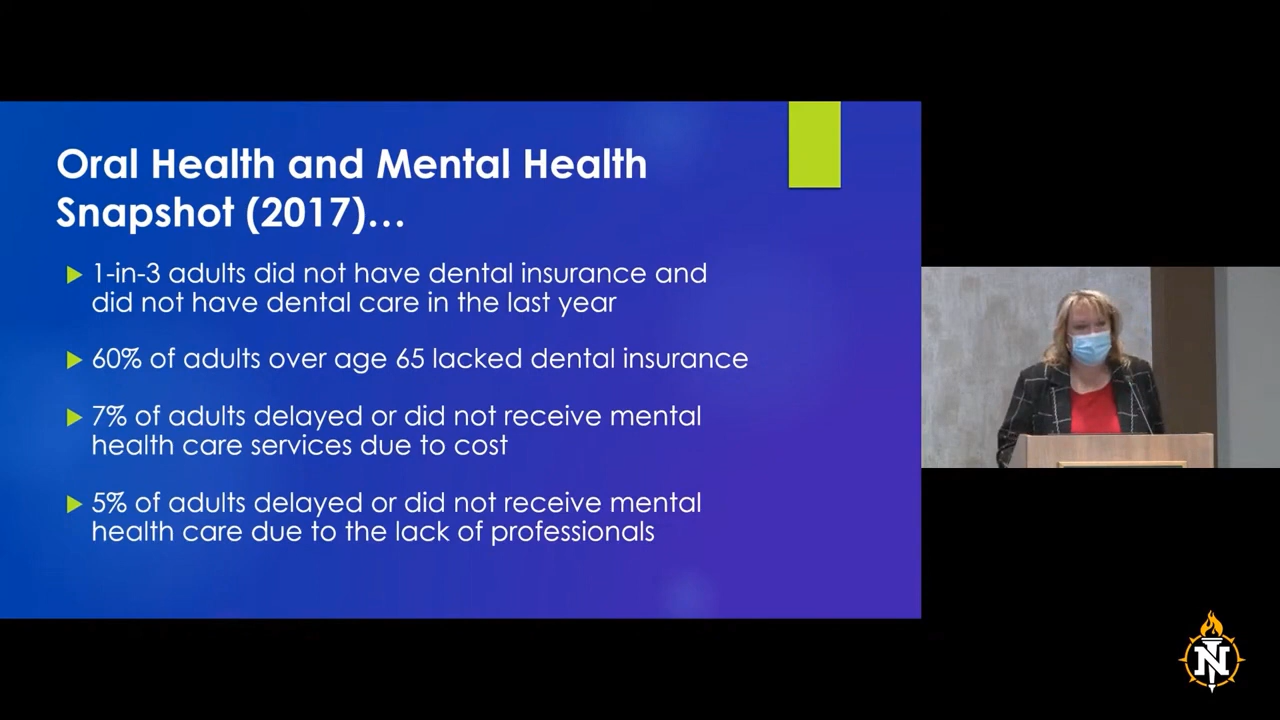 Oral Health and Mental Health
Snapshot (2017)...
1-in-3 adults did not have dental insurance and
did not have dental care in the last year
60% of adults over age 65 lacked dental insurance
7% of adults delayed or did not receive mental
health care services due to cost
5% of adults delayed or did not receive mental
health care due to the lack of professionals
N